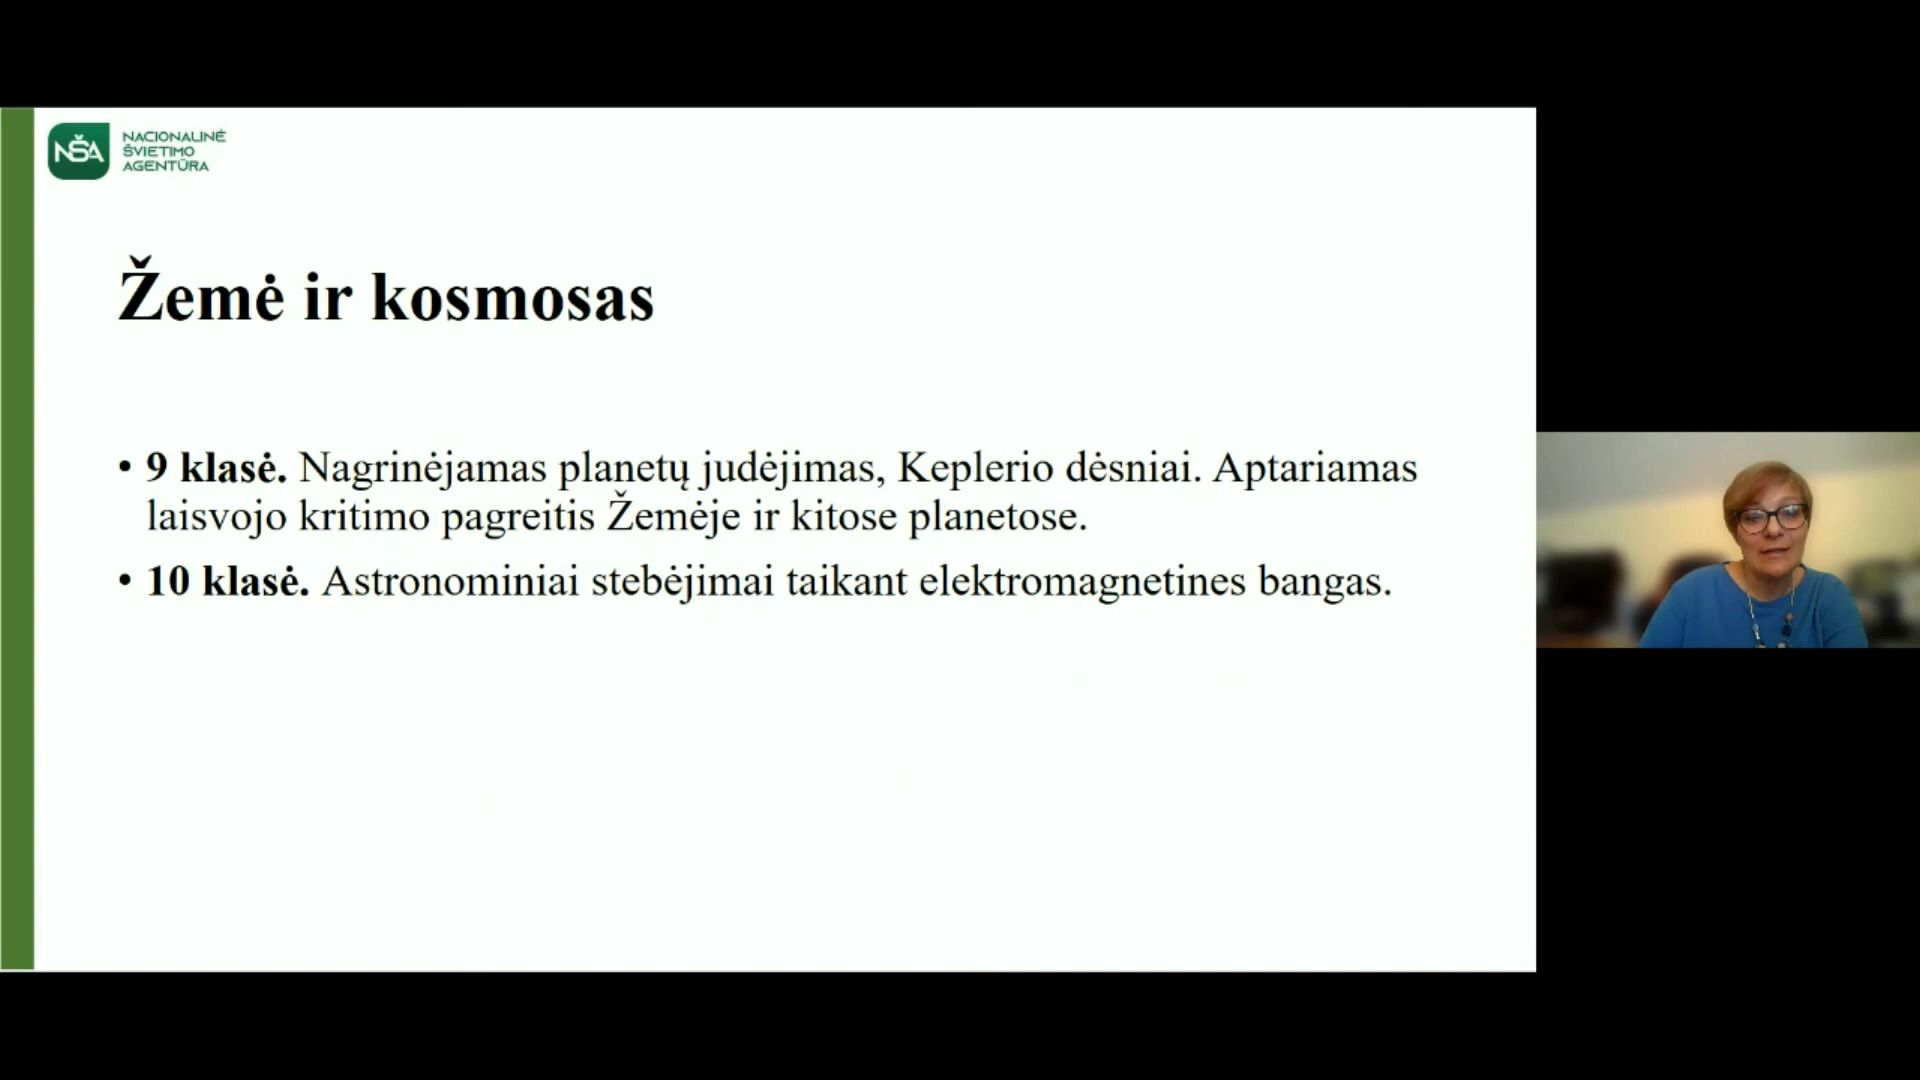 NŠA
NACIONALINĖ
ŠVIETIMO
AGENTŪRA
Žemė ir kosmosas
• 9 klasė. Nagrinėjamas planetų judėjimas, Keplerio dėsniai. Aptariamas
laisvojo kritimo pagreitis Žemėje ir kitose planetose.
• 10 klasė. Astronominiai stebėjimai taikant elektromagnetines bangas.